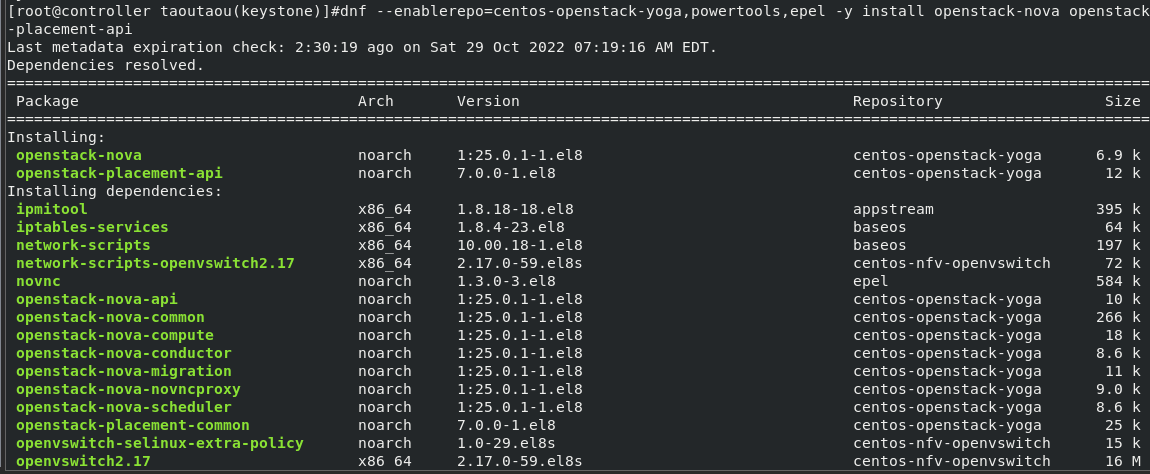 [root@controller taoutaou(keystone)]#dnf --enablerepo=centos-openstack-yoga,powertools,epel -y install openstack-nova openstack
-placement-api
Last metadata expiration check: 2:30:19 ago on Sat 29 Oct 2022 07:19:16 AM EDT.
Dependencies resolved.
================================================================================================================================
Package Arch Version Repository Size
================================================================================================================================
Installing:
openstack-nova noarch 1:25.0.1-1.el8 centos-openstack-yoga 6.9 k
openstack-placement-api noarch 7.0.0-1.el8 centos-openstack-yoga 12 k
Installing dependencies:
ipmitool x86_64 1.8.18-18.el8 appstream 395 k
iptables-services x86_64 1.8.4-23.el8 baseos 64 k
network-scripts x86_64 10.00.18-1.el8 baseos 197 k
network-scripts-openvswitch2.17 x86_64 2.17.0-59.el8s centos-nfv-openvswitch 72 k
novnc noarch 1.3.0-3.el8 epel 584 k
openstack-nova-api noarch 1:25.0.1-1.el8 centos-openstack-yoga 10 k
openstack-nova-common noarch 1:25.0.1-1.el8 centos-openstack-yoga 266 k
openstack-nova-compute noarch 1:25.0.1-1.el8 centos-openstack-yoga 18 k
openstack-nova-conductor noarch 1:25.0.1-1.el8 centos-openstack-yoga 8.6 k
openstack-nova-migration noarch 1:25.0.1-1.el8 centos-openstack-yoga 11 k
openstack-nova-novncproxy noarch 1:25.0.1-1.el8 centos-openstack-yoga 9.0 k
openstack-nova-scheduler noarch 1:25.0.1-1.el8 centos-openstack-yoga 8.6 k
openstack-placement-common noarch 7.0.0-1.el8 centos-openstack-yoga 25 k
openvswitch-selinux-extra-policy noarch 1.0-29.el8s centos-nfv-openvswitch 15 k
openvswitch2.17 x86_64 2.17.0-59.el8s centos-nfv-openvswitch 16 M